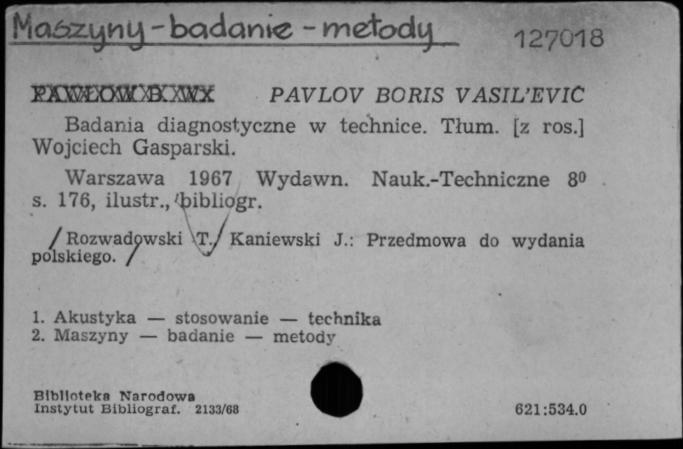 Maszyny - badanie - metody
127018
PAWŁOW B. W. PAVLOV BORIS VASIL'EVIČ
Badania diagnostyczne w technice. Tłum. [z ros.]
Wojciech Gasparski.
Warszawa 1967 Wydawn. Nauk.-Techniczne 8⁰
s. 176, ilustr., bibliogr.
/ Rozwadowski T./ Kaniewski J.: Przedmowa do wydania
polskiego. /
1. Akustyka — stosowanie — technika
2. Maszyny — badanie — metody
Biblioteka Narodowa
Instytut Bibliograf. 2133/68
621:534.0